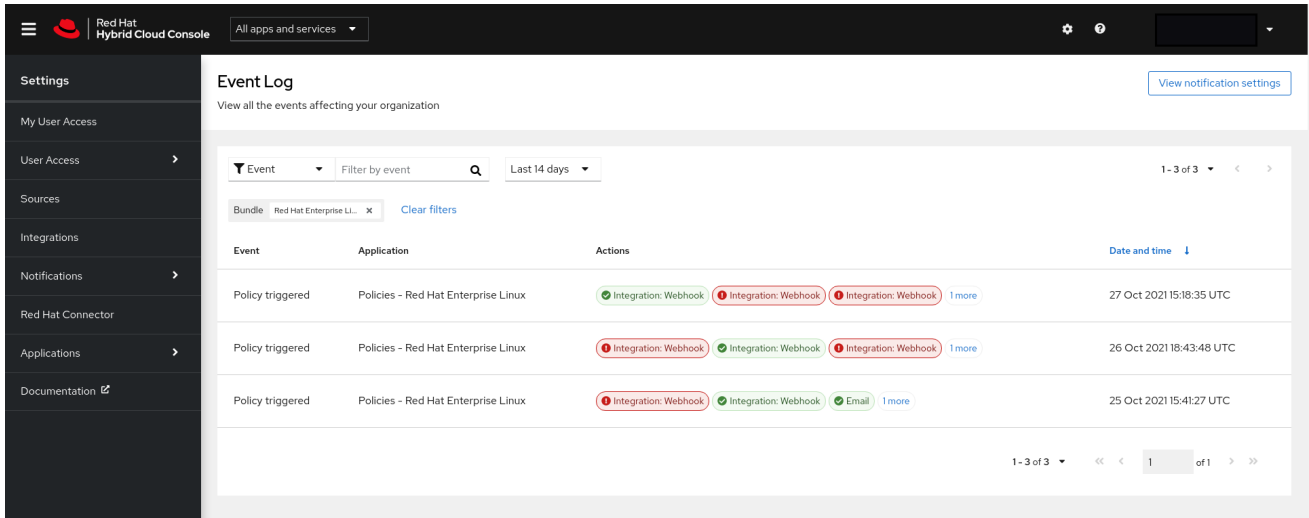 Red Hat
Hybrid Cloud Console
All apps and services
Settings
My User Access
User Access
Sources
Integrations
Notifications
Red Hat Connector
Applications
Documentation
Event Log
View all the events affecting your organization
View notification settings
Event Filter by event Last 14 days 1 - 3 of 3
Bundle Red Hat Enterprise Li... Clear filters
Event Application Actions Date and time
Policy triggered Policies - Red Hat Enterprise Linux Integration: Webhook Integration: Webhook Integration: Webhook 1 more 27 Oct 2021 15:18:35 UTC
Policy triggered Policies - Red Hat Enterprise Linux Integration: Webhook Integration: Webhook Integration: Webhook 1 more 26 Oct 2021 18:43:48 UTC
Policy triggered Policies - Red Hat Enterprise Linux Integration: Webhook Integration: Webhook Email 1 more 25 Oct 2021 15:41:27 UTC
1 - 3 of 3 1 of 1